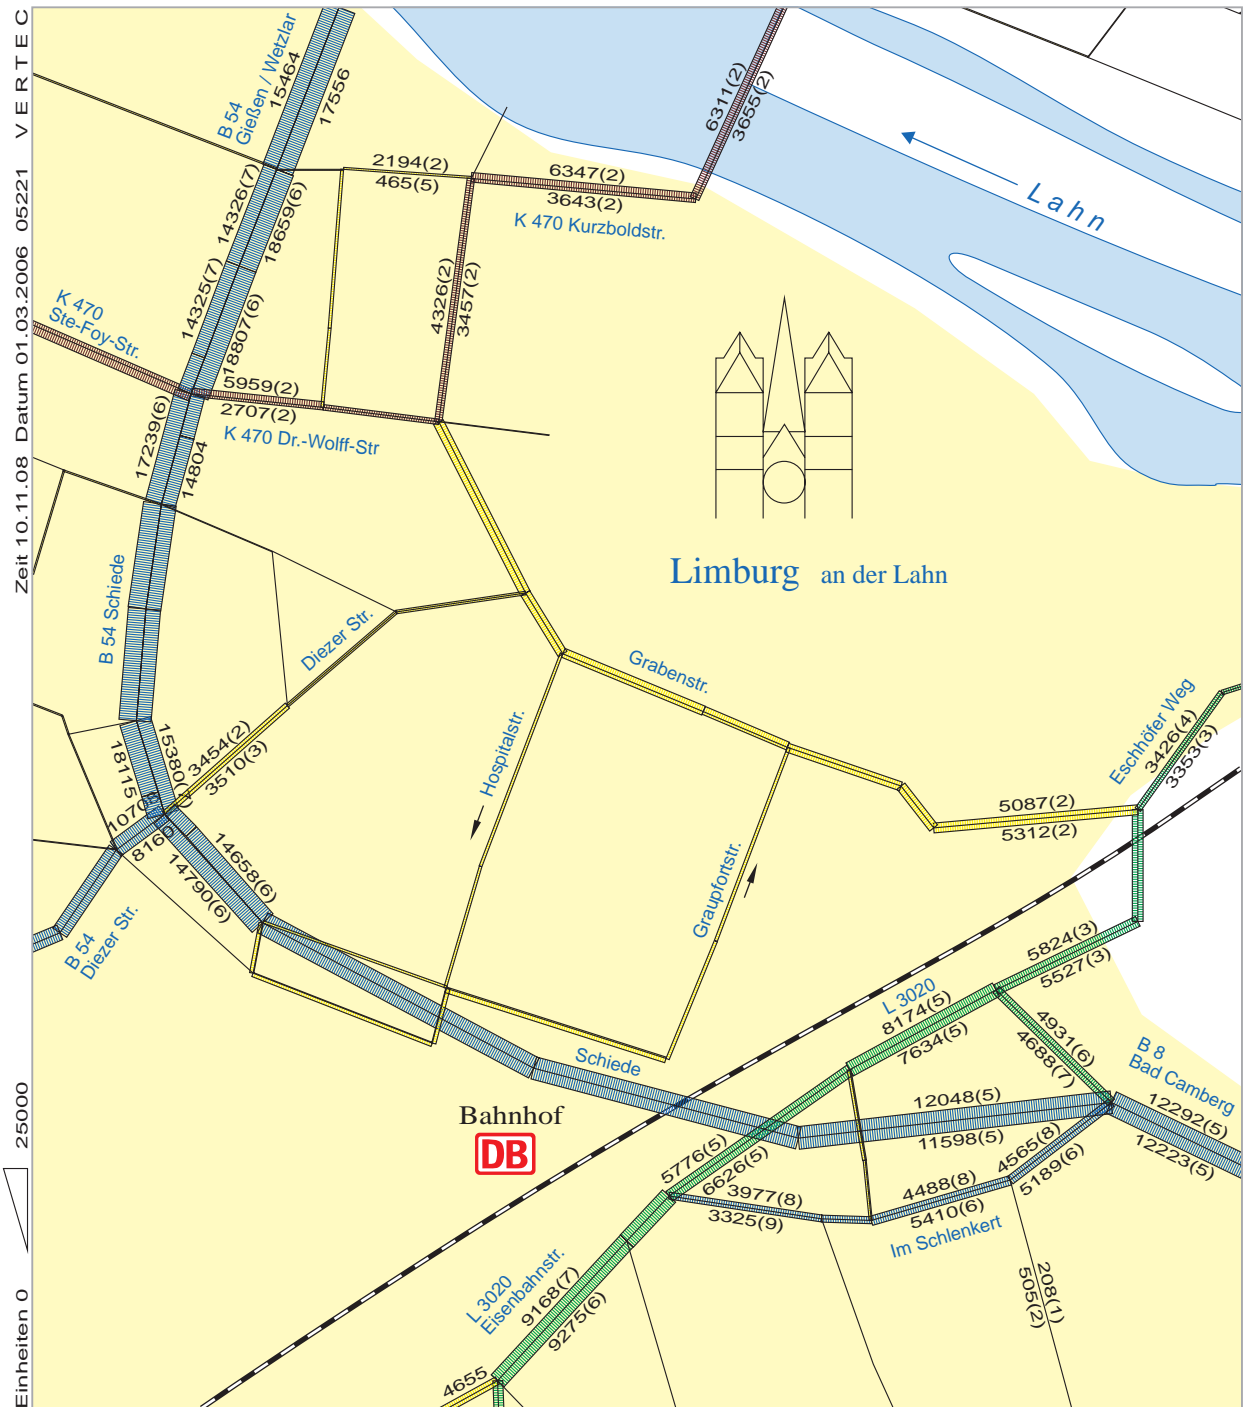 Zeit 10.11.08 Datum 01.03.2006 05221 VERTEC
Einheiten 0 25000
B 54
Gießen / Wetzlar
15464
17556
6311(2)
3655(2)
Lahn
2194(2)
465(5)
6347(2)
3643(2)
K 470 Kurzboldstr.
14326(7)
18659(6)
14325(7)
18807(6)
4326(2)
3457(2)
K 470
Ste-Foy-Str.
5959(2)
2707(2)
K 470 Dr.-Wolff-Str
17239(6)
14804
Limburg an der Lahn
B 54 Schiede
Diezer Str.
Grabenstr.
Hospitalstr.
Eschhöfer Weg
3426(4)
3353(3)
15380(
18115
3454(2)
3510(3)
5087(2)
5312(2)
8160
14658(6)
14790(6)
Graupfortstr.
B 54
Diezer Str.
5824(3)
5527(3)
L 3020
8174(5)
7634(5)
4931(6)
4688(7)
B 8
Bad Camberg
Schiede
Bahnhof
DB
12048(5)
11598(5)
12292(5)
12223(5)
5776(5)
6626(5)
4565(8)
5189(6)
3977(8)
3325(9)
4488(8)
5410(6)
Im Schlenkert
L 3020
Eisenbahnstr.
9168(7)
9275(6)
208(1)
505(2)
4655